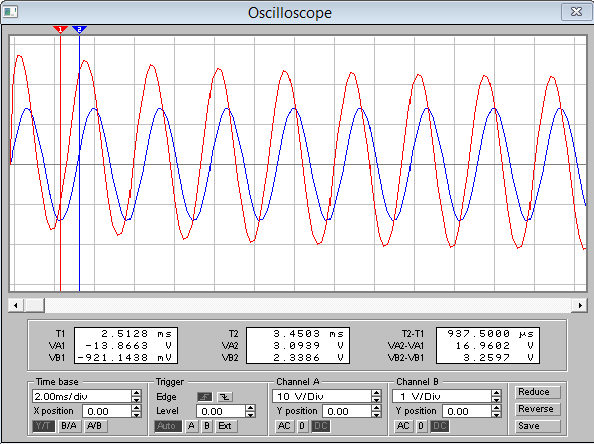 Oscilloscope
1 2
T1 2.5128 ms T2 3.4503 ms T2-T1 937.5000 µs
VA1 -13.8663 V VA2 3.0939 V VA2-VA1 16.9602 V
VB1 -921.1438 mV VB2 2.3386 V VB2-VB1 3.2597 V
Time base Trigger Channel A Channel B
2.00ms/div Edge 10 V/Div 1 V/Div Reduce
X position 0.00 Level 0.00 Y position 0.00 Y position 0.00 Reverse
Y/T B/A A/B Auto A B Ext AC 0 DC AC 0 DC Save